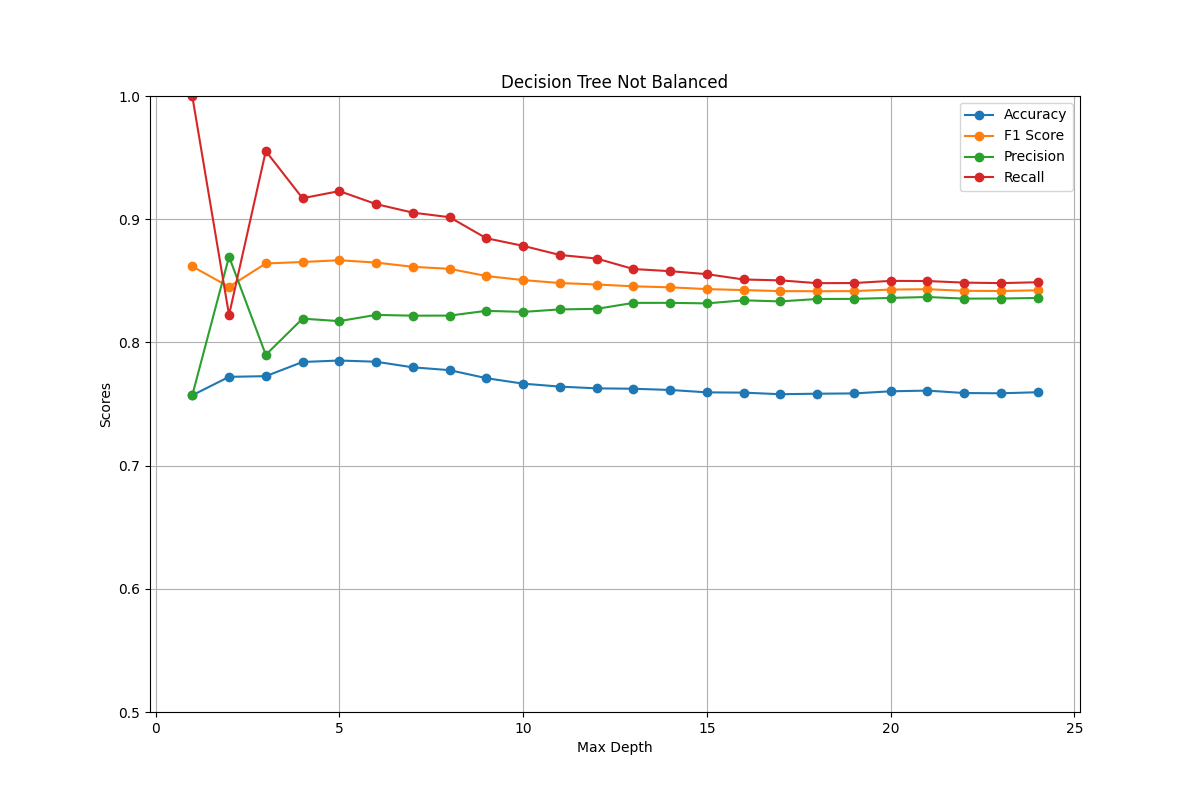 Decision Tree Not Balanced
1.0
0.9
0.8
0.7
0.6
0.5
Scores
0
5
10
15
20
25
Max Depth
Accuracy
F1 Score
Precision
Recall